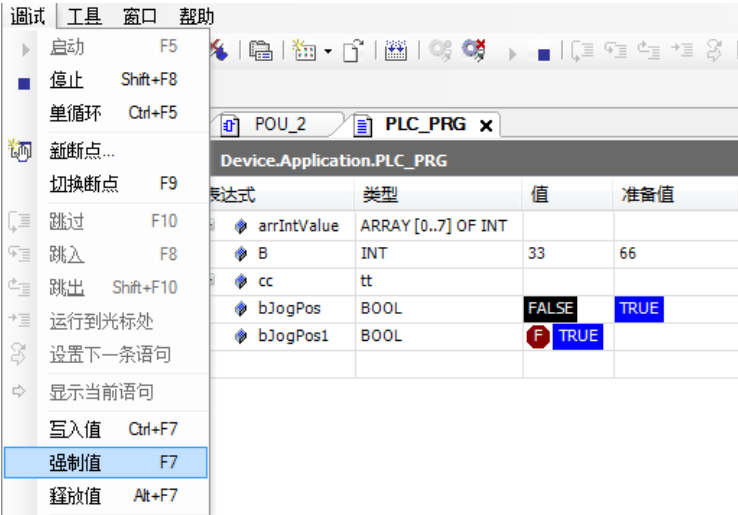 调试 工具 窗口 帮助
启动 F5
停止 Shift+F8
单循环 Ctrl+F5
新断点...
切换断点 F9
跳过 F10
跳入 F8
跳出 Shift+F10
运行到光标处
设置下一条语句
显示当前语句
写入值 Ctrl+F7
强制值 F7
释放值 Alt+F7
POU_2 PLC_PRG X
Device.Application.PLC_PRG
表达式 类型 值 准备值
arrIntValue ARRAY [0..7] OF INT
B INT 33 66
cc tt
bJogPos BOOL FALSE TRUE
bJogPos1 BOOL F TRUE